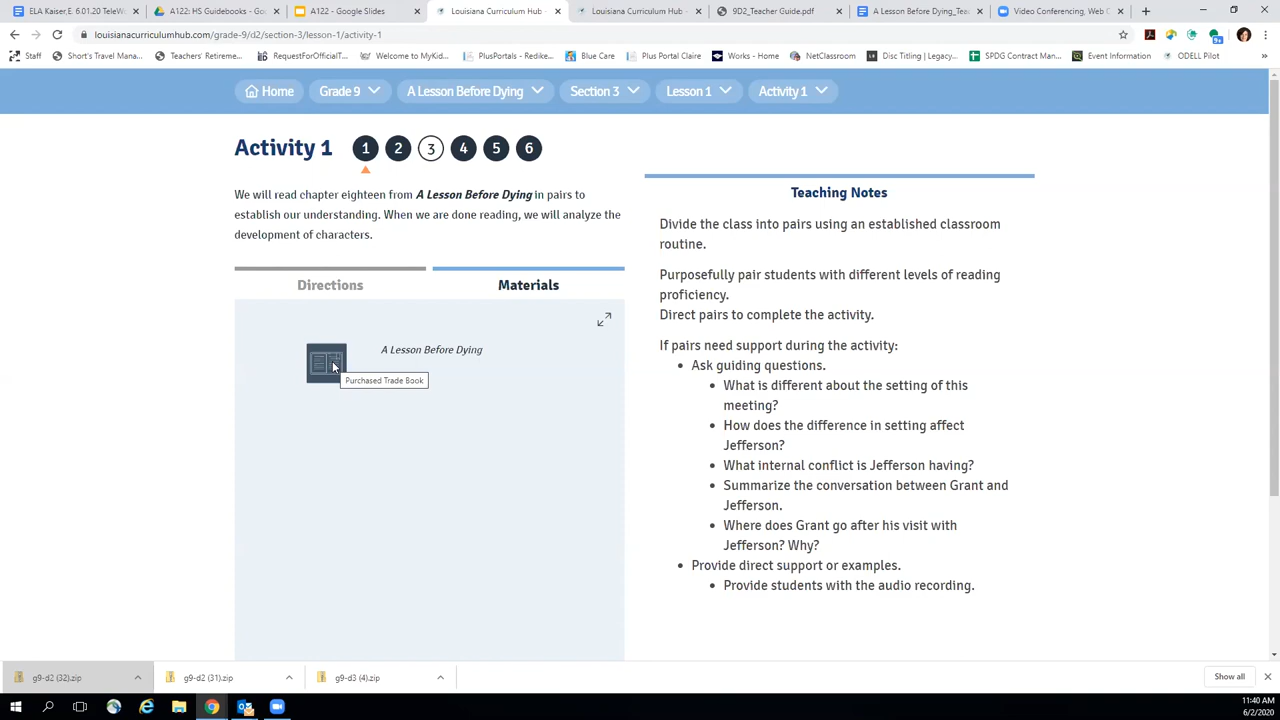 ELA Kaiser,E. 6.01.20 TeleW
A122: HS Guidebooks - Go
A122 - Google Slides
Louisiana Curriculum Hub -
Louisiana Curriculum Hub -
9D2_Teacher Guide.pdf
A Lesson Before Dying_Tea
Video Conferencing, Web C
louisianacurriculumhub.com/grade-9/d2/section-3/lesson-1/activity-1
Staff
Short's Travel Mana...
Teachers' Retireme...
RequestForOfficialT...
Welcome to MyKid...
PlusPortals - Redike...
Blue Care
Plus Portal Claire
Works - Home
NetClassroom
Disc Titling | Legacy...
SPDG Contract Man...
Event Information
ODELL Pilot
»
Home
Grade 9
A Lesson Before Dying
Section 3
Lesson 1
Activity 1
Activity 1
1 2 3 4 5 6
We will read chapter eighteen from A Lesson Before Dying in pairs to
establish our understanding. When we are done reading, we will analyze the
development of characters.
Directions
Materials
A Lesson Before Dying
Purchased Trade Book
Teaching Notes
Divide the class into pairs using an established classroom
routine.
Purposefully pair students with different levels of reading
proficiency.
Direct pairs to complete the activity.
If pairs need support during the activity:
• Ask guiding questions.
• What is different about the setting of this
meeting?
• How does the difference in setting affect
Jefferson?
• What internal conflict is Jefferson having?
• Summarize the conversation between Grant and
Jefferson.
• Where does Grant go after his visit with
Jefferson? Why?
• Provide direct support or examples.
• Provide students with the audio recording.
g9-d2 (32).zip
g9-d2 (31).zip
g9-d3 (4).zip
Show all
11:40 AM
6/2/2020